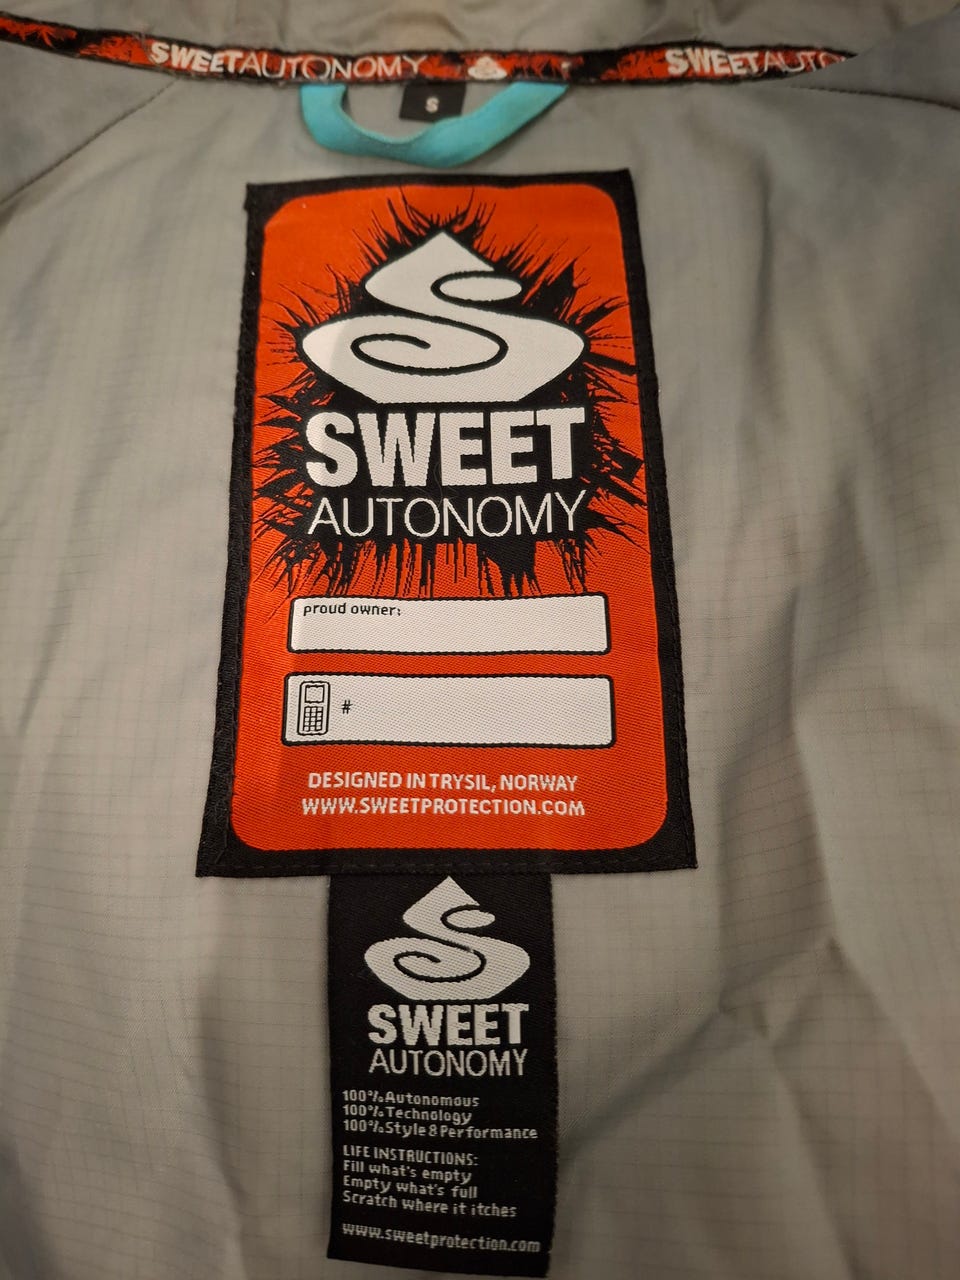 SWEETAUTONOMY
SWEETAUTO
S
SWEET
AUTONOMY
proud owner:
#
DESIGNED IN TRYSIL, NORWAY
WWW.SWEETPROTECTION.COM
SWEET
AUTONOMY
100% Autonomous
100% Technology
100% Style & Performance
LIFE INSTRUCTIONS:
Fill what's empty
Empty what's full
Scratch where it itches
www.sweetprotection.com